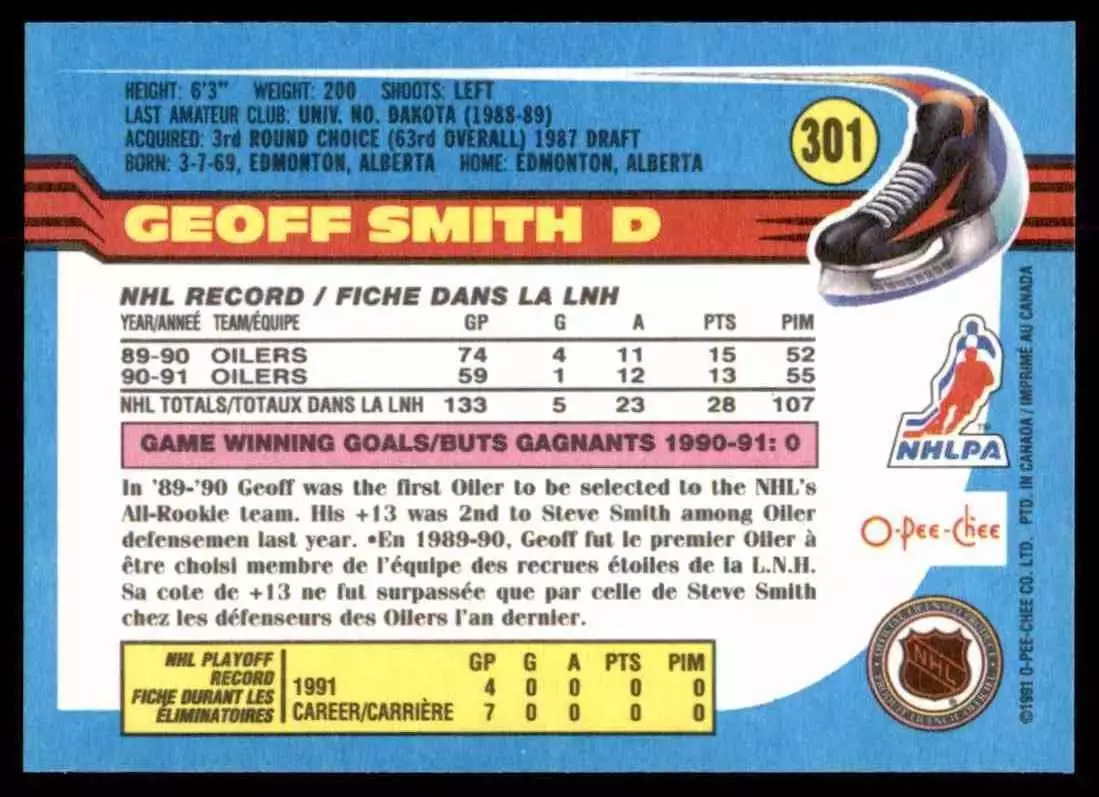 HEIGHT: 6'3" WEIGHT: 200 SHOOTS: LEFT
LAST AMATEUR CLUB: UNIV. NO. DAKOTA (1988-89)
ACQUIRED: 3rd ROUND CHOICE (63rd OVERALL) 1987 DRAFT
BORN: 3-7-69, EDMONTON, ALBERTA HOME: EDMONTON, ALBERTA
301
GEOFF SMITH D
NHL RECORD / FICHE DANS LA LNH
YEAR/ANNEÉ TEAM/ÉQUIPE GP G A PTS PIM
89-90 OILERS 74 4 11 15 52
90-91 OILERS 59 1 12 13 55
NHL TOTALS/TOTAUX DANS LA LNH 133 5 23 28 107
GAME WINNING GOALS/BUTS GAGNANTS 1990-91: 0
In '89-'90 Geoff was the first Oiler to be selected to the NHL's
All-Rookie team. His +13 was 2nd to Steve Smith among Oiler
defensemen last year. •En 1989-90, Geoff fut le premier Oiler à
être choisi membre de l'équipe des recrues étoiles de la L.N.H.
Sa cote de +13 ne fut surpassée que par celle de Steve Smith
chez les défenseurs des Oilers l'an dernier.
NHL PLAYOFF
RECORD
FICHE DURANT LES
ÉLIMINATOIRES
GP G A PTS PIM
1991 4 0 0 0 0
CAREER/CARRIÈRE 7 0 0 0 0
TM
NHLPA
O-Pee-Chee
NHL
®
©1991 O-PEE-CHEE CO. LTD. PTD. IN CANADA / IMPRIMÉ AU CANADA